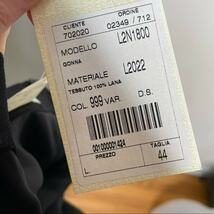 CLIENTE ORDINE
702020 02349 / 712
MODELLO L2N1800
GONNA
MATERIALE L2022
TESSUTO 100% LANA
COL. 999 VAR. D.S.
001000001424
PREZZO TAGLIA
L. 44